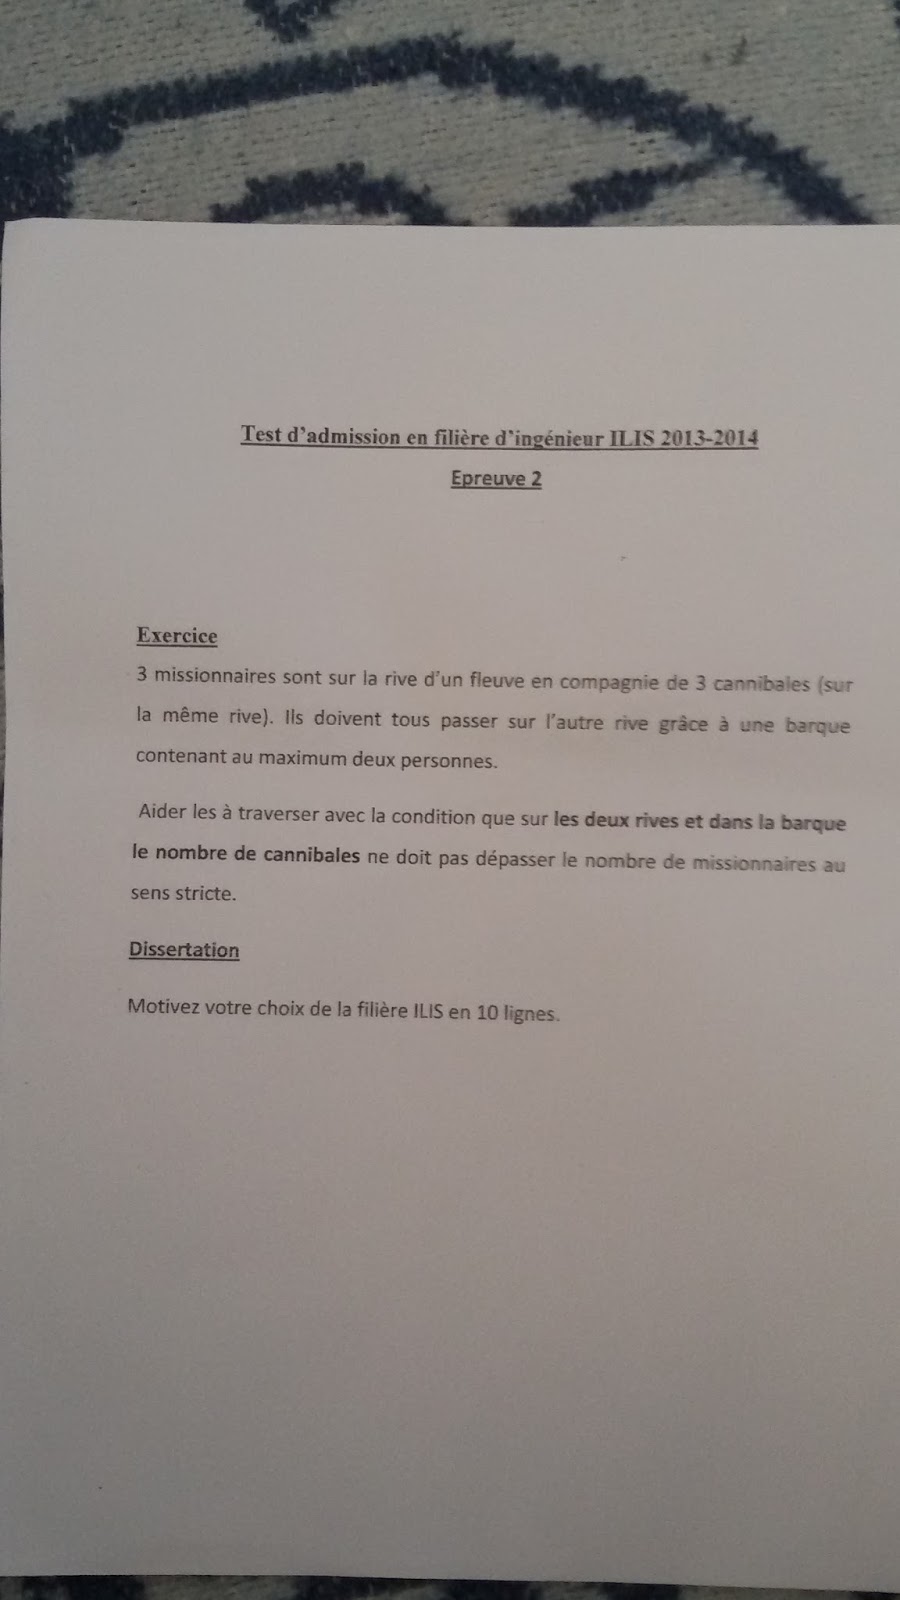 Test d'admission en filière d'ingénieur ILIS 2013-2014
Epreuve 2
Exercice
3 missionnaires sont sur la rive d'un fleuve en compagnie de 3 cannibales (sur
la même rive). Ils doivent tous passer sur l'autre rive grâce à une barque
contenant au maximum deux personnes.
Aider les à traverser avec la condition que sur les deux rives et dans la barque
le nombre de cannibales ne doit pas dépasser le nombre de missionnaires au
sens stricte.
Dissertation
Motivez votre choix de la filière ILIS en 10 lignes.